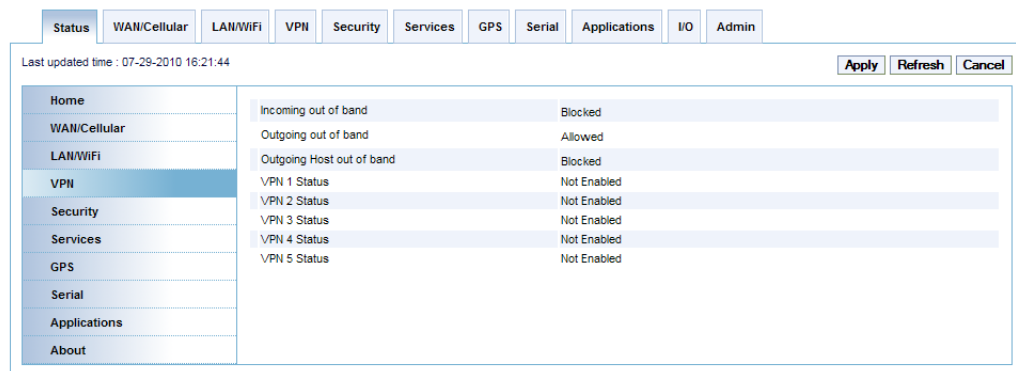 Status WAN/Cellular LAN/WiFi VPN Security Services GPS Serial Applications I/O Admin
Last updated time : 07-29-2010 16:21:44 Apply Refresh Cancel
Home
WAN/Cellular
LAN/WiFi
VPN
Security
Services
GPS
Serial
Applications
About
Incoming out of band Blocked
Outgoing out of band Allowed
Outgoing Host out of band Blocked
VPN 1 Status Not Enabled
VPN 2 Status Not Enabled
VPN 3 Status Not Enabled
VPN 4 Status Not Enabled
VPN 5 Status Not Enabled